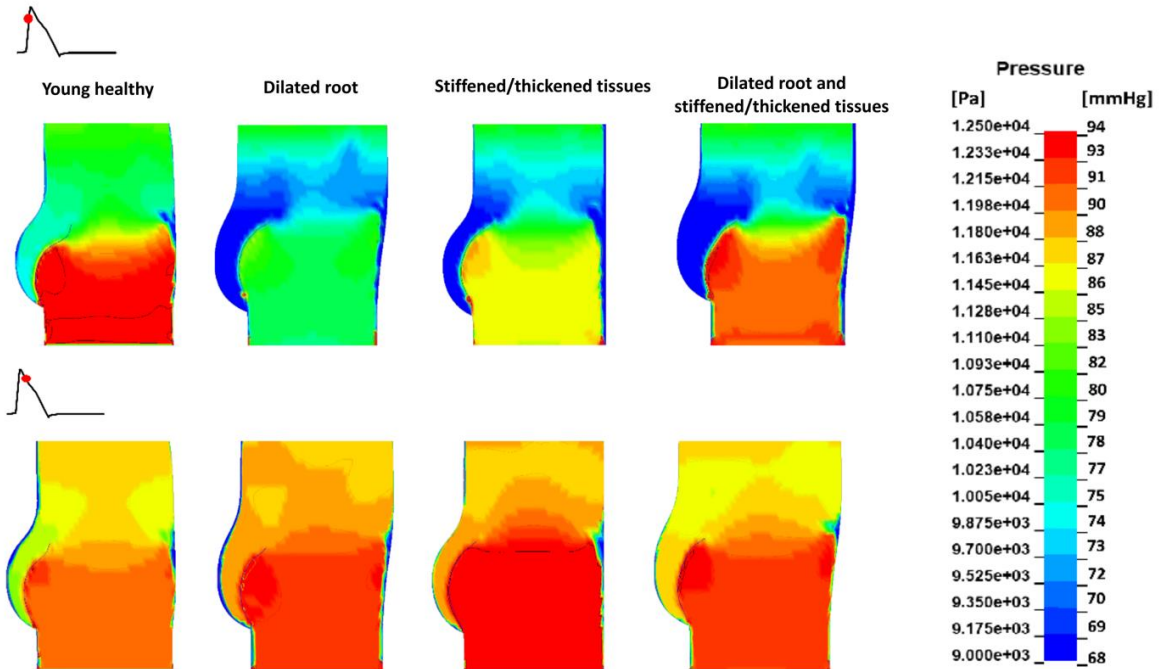 Young healthy
Dilated root
Stiffened/thickened tissues
Dilated root and
stiffened/thickened tissues
Pressure
[Pa] [mmHg]
1.250e+04 94
1.233e+04 93
1.215e+04 91
1.198e+04 90
1.180e+04 88
1.163e+04 87
1.145e+04 86
1.128e+04 85
1.110e+04 83
1.093e+04 82
1.075e+04 80
1.058e+04 79
1.040e+04 78
1.023e+04 77
1.005e+04 75
9.875e+03 74
9.700e+03 73
9.525e+03 72
9.350e+03 70
9.175e+03 69
9.000e+03 68